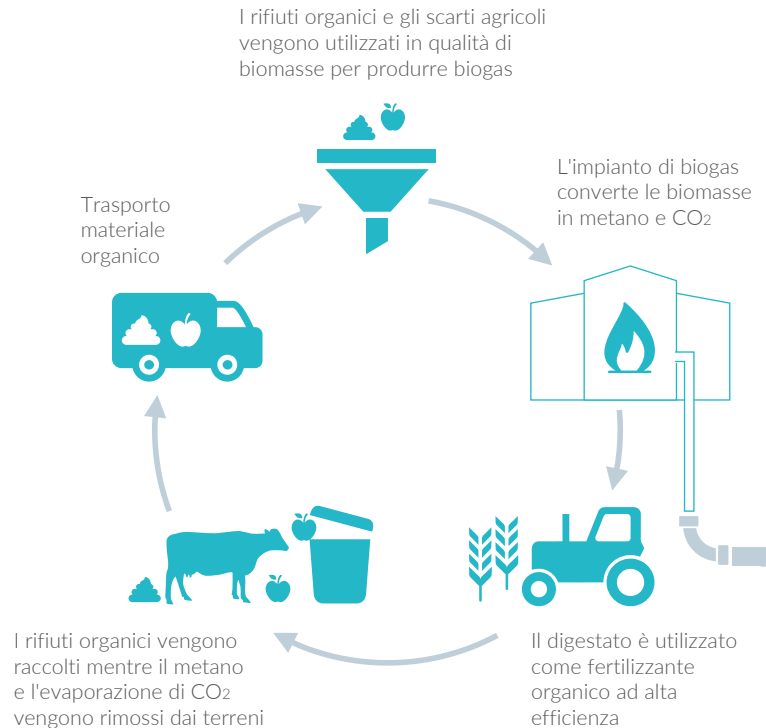 I rifiuti organici e gli scarti agricoli
vengono utilizzati in qualità di
biomasse per produrre biogas
L'impianto di biogas
converte le biomasse
in metano e CO2
Trasporto
materiale
organico
I rifiuti organici vengono
raccolti mentre il metano
e l'evaporazione di CO2
vengono rimossi dai terreni
Il digestato è utilizzato
come fertilizzante
organico ad alta
efficienza